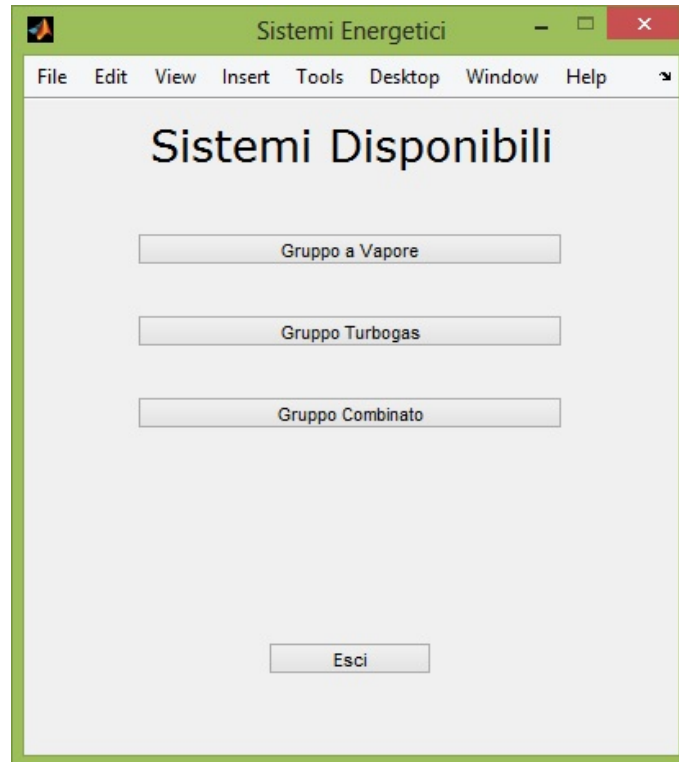 Sistemi Energetici
File Edit View Insert Tools Desktop Window Help
Sistemi Disponibili
Gruppo a Vapore
Gruppo Turbogas
Gruppo Combinato
Esci